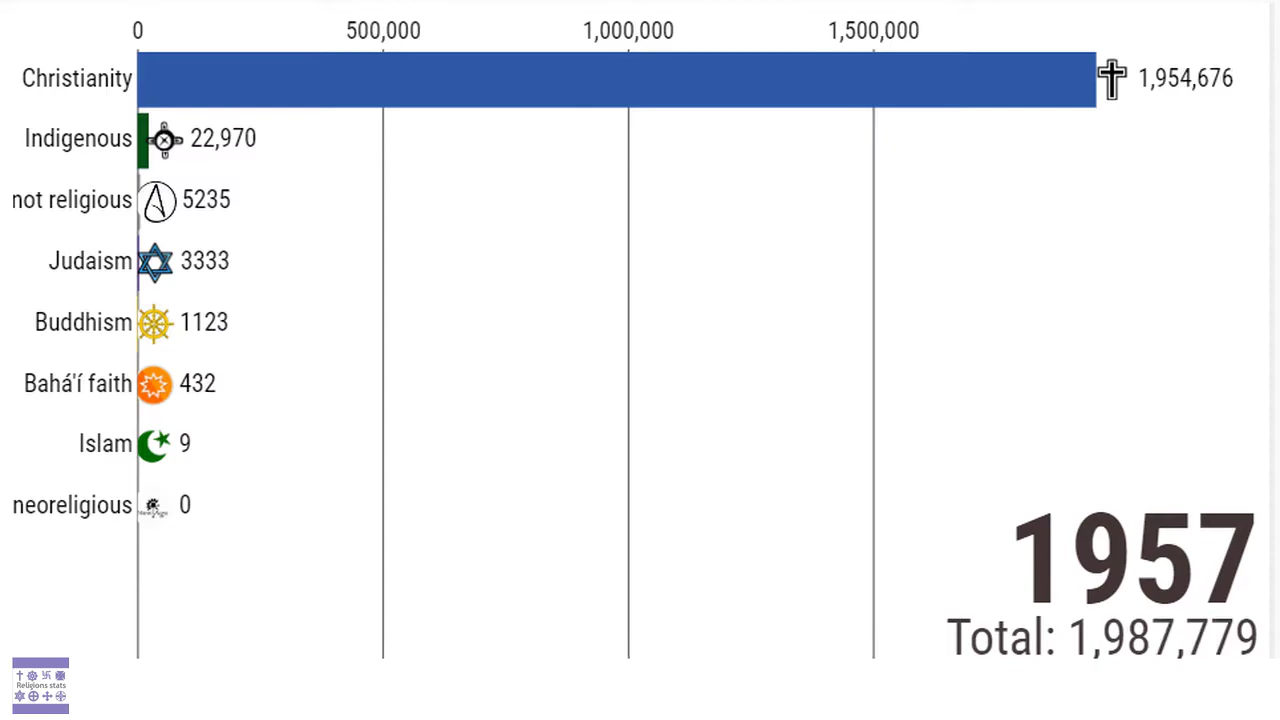 0 500,000 1,000,000 1,500,000
Christianity 1,954,676
Indigenous 22,970
not religious 5235
Judaism 3333
Buddhism 1123
Bahá'í faith 432
Islam 9
neoreligious 0
1957
Total: 1,987,779
Religions stats